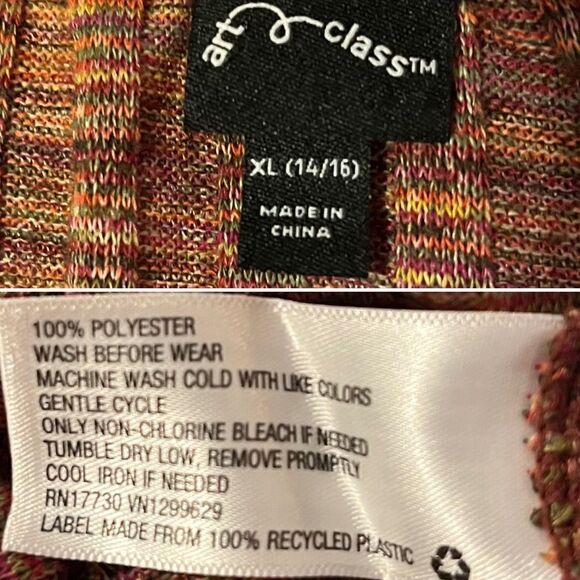 art class™
XL (14/16)
MADE IN
CHINA
100% POLYESTER
WASH BEFORE WEAR
MACHINE WASH COLD WITH LIKE COLORS
GENTLE CYCLE
ONLY NON-CHLORINE BLEACH IF NEEDED
TUMBLE DRY LOW, REMOVE PROMPTLY
COOL IRON IF NEEDED
RN17730 VN1299629
LABEL MADE FROM 100% RECYCLED PLASTIC